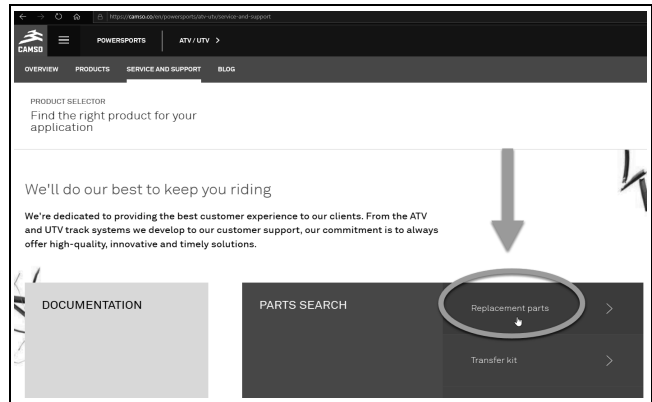 https://camso.co/en/powersports/atv-utv/service-and-support
CAMSO
POWERSPORTS
ATV / UTV >
OVERVIEW PRODUCTS SERVICE AND SUPPORT BLOG
PRODUCT SELECTOR
Find the right product for your
application
We'll do our best to keep you riding
We're dedicated to providing the best customer experience to our clients. From the ATV
and UTV track systems we develop to our customer support, our commitment is to always
offer high-quality, innovative and timely solutions.
DOCUMENTATION
PARTS SEARCH
Replacement parts
Transfer kit